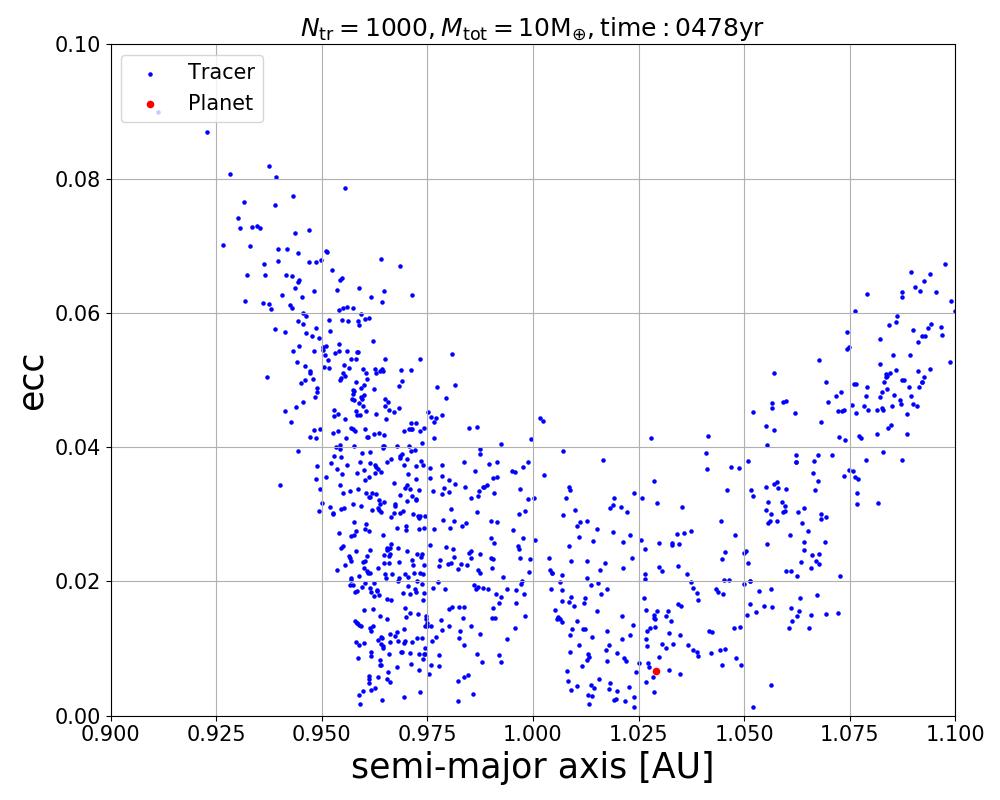 N_tr = 1000, M_tot = 10M_⊕, time : 0478yr
Tracer
Planet
0.10
0.08
0.06
0.04
0.02
0.00
ecc
0.900 0.925 0.950 0.975 1.000 1.025 1.050 1.075 1.100
semi-major axis [AU]